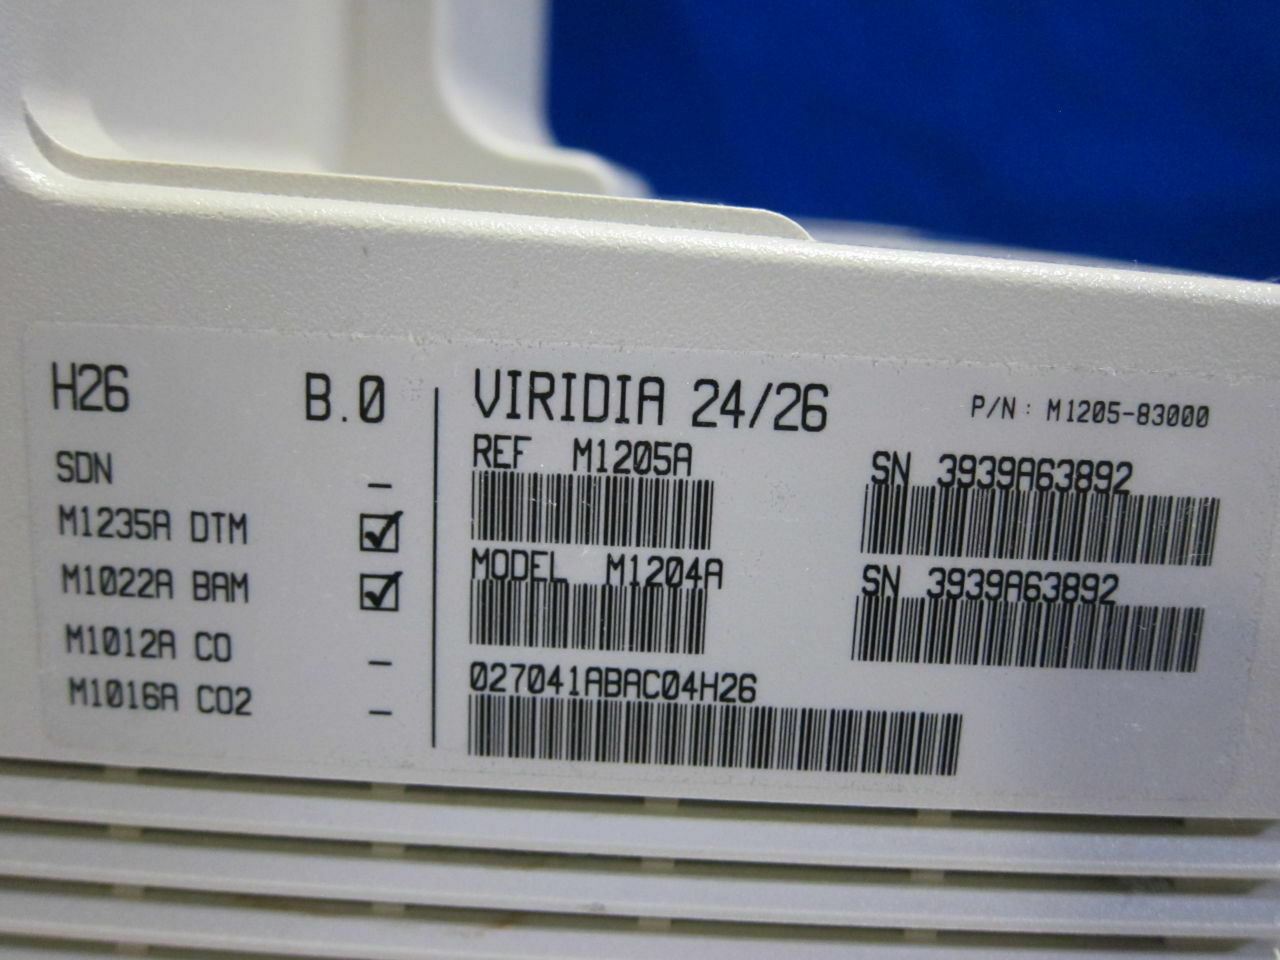 H26 B.0
SDN –
M1235A DTM ☑
M1022A BAM ☑
M1012A CO –
M1016A CO2 –
VIRIDIA 24/26 P/N: M1205-83000
REF M1205A SN 3939A63892
MODEL M1204A SN 3939A63892
027041ABAC04H26